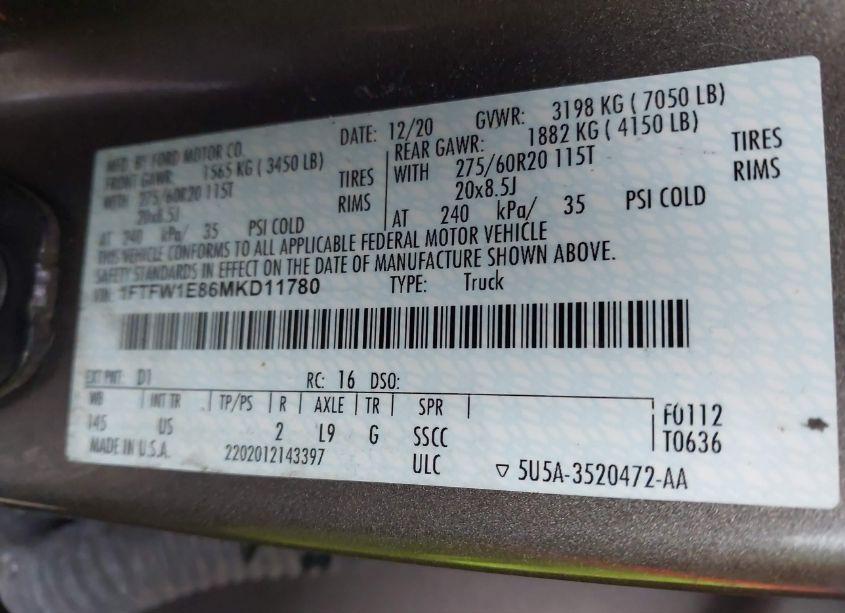 MFD. BY FORD MOTOR CO. DATE: 12/20 GVWR: 3198 KG ( 7050 LB)
FRONT GAWR: 1565 KG ( 3450 LB) REAR GAWR: 1882 KG ( 4150 LB)
WITH 275/60R20 115T TIRES WITH 275/60R20 115T TIRES
20x8.5J RIMS 20x8.5J RIMS
AT 240 kPa/ 35 PSI COLD AT 240 kPa/ 35 PSI COLD
THIS VEHICLE CONFORMS TO ALL APPLICABLE FEDERAL MOTOR VEHICLE
SAFETY STANDARDS IN EFFECT ON THE DATE OF MANUFACTURE SHOWN ABOVE.
VIN: 1FTFW1E86MKD11780 TYPE: Truck
EXT PNT: D1 RC: 16 DSO:
WB INT TR TP/PS R AXLE TR SPR F0112
145 US 2 L9 G SSCC T0636
MADE IN U.S.A. 2202012143397 ULC ▽ 5U5A-3520472-AA